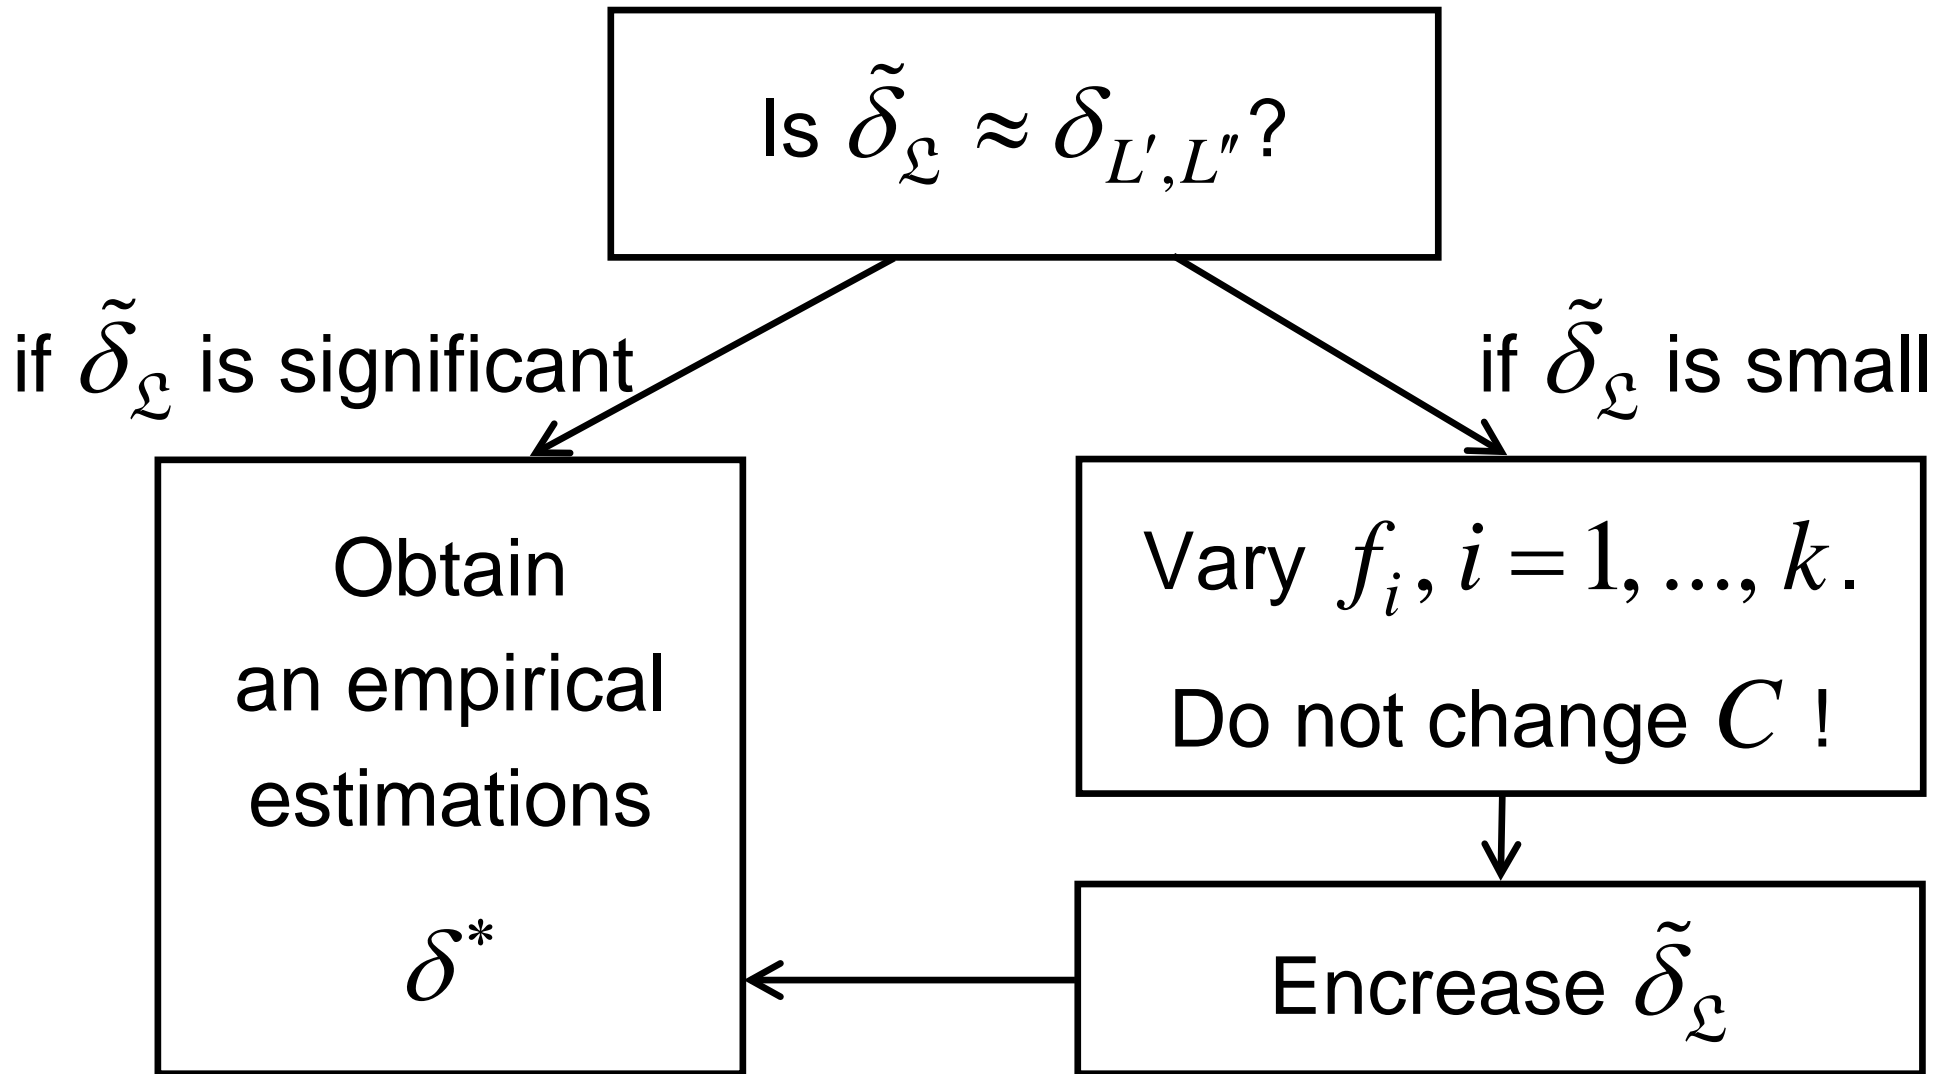 Is δ̃_𝔏 ≈ δ_{L′,L″}?
if δ̃_𝔏 is significant
if δ̃_𝔏 is small
Obtain
an empirical
estimations
δ*
Vary f_i, i = 1, ..., k.
Do not change C !
Encrease δ̃_𝔏